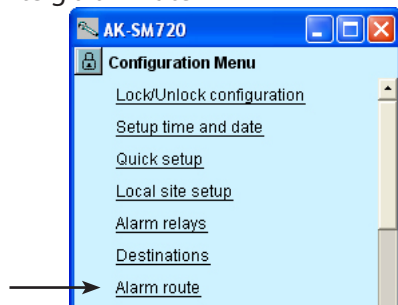 AK-SM720
Configuration Menu
Lock/Unlock configuration
Setup time and date
Quick setup
Local site setup
Alarm relays
Destinations
Alarm route